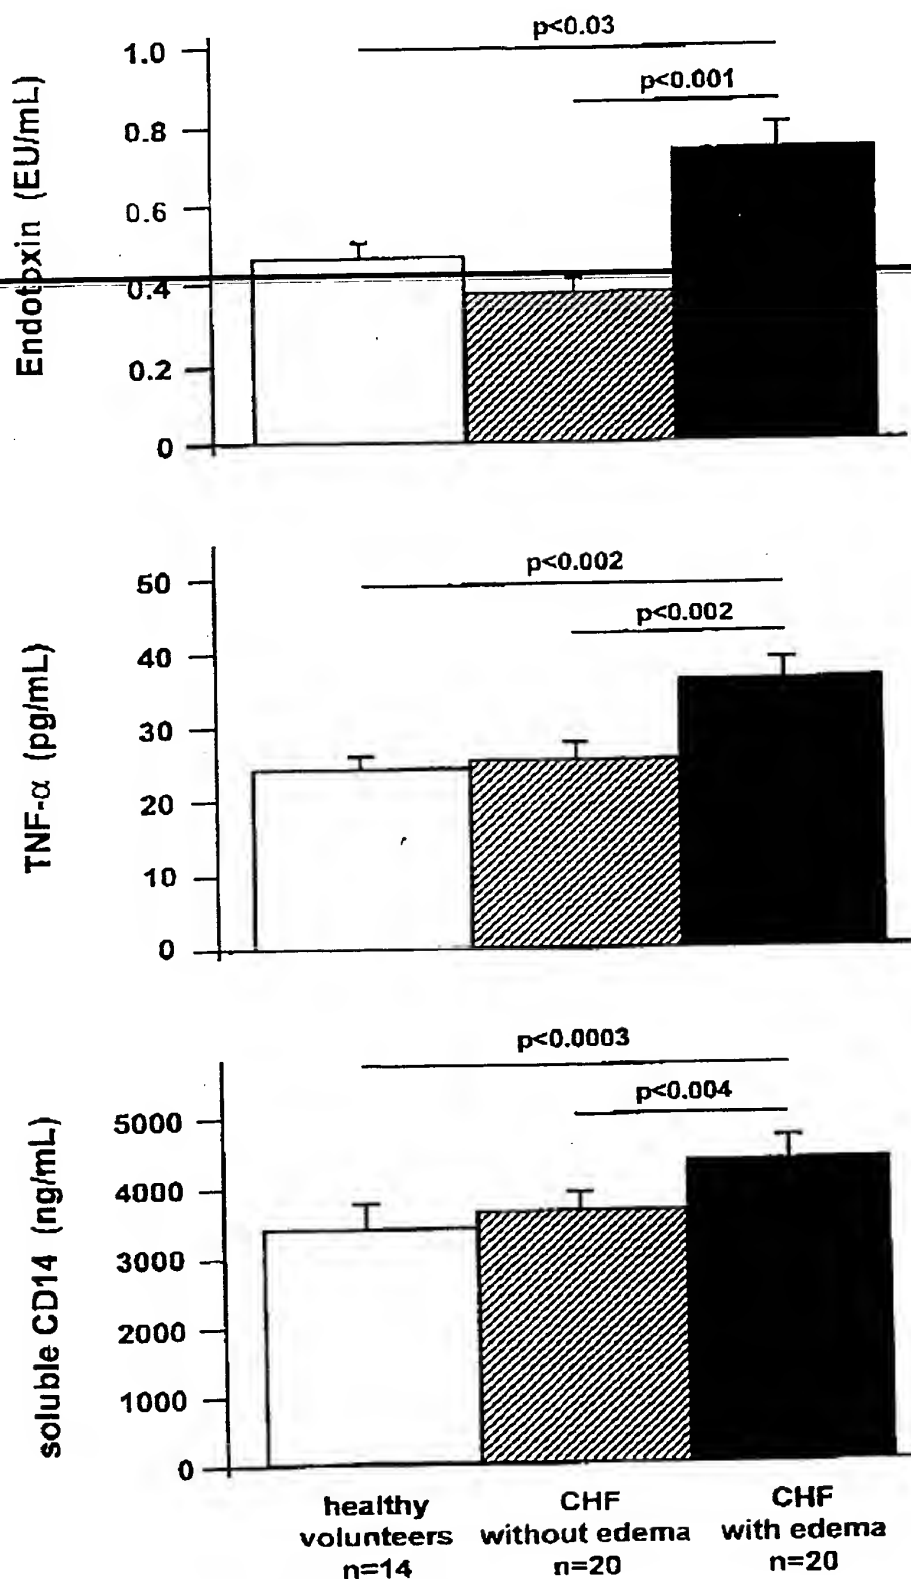 p<0.03
p<0.001
Endotoxin (EU/mL)
1.0
0.8
0.6
0.4
0.2
0
p<0.002
p<0.002
TNF-α (pg/mL)
50
40
30
20
10
0
p<0.0003
p<0.004
soluble CD14 (ng/mL)
5000
4000
3000
2000
1000
0
healthy
volunteers
n=14
CHF
without edema
n=20
CHF
with edema
n=20